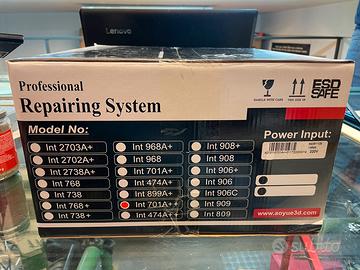 Lenovo
Professional
Repairing System
HANDLE WITH CARE
THIS SIDE UP
ESD
SAFE
Model No:
Power Input:
Int 2703A+
Int 968A+
Int 908+
Int 2702A+
Int 968
Int 908
Int 2738A+
Int 701A+
Int 906+
Int 768
Int 474A+
Int 906
Int 738
Int 899A+
Int 906C
Int 768+
Int 701A++
Int 909
Int 738+
Int 474A++
Int 809
220V
www.aoyue3d.com
subito